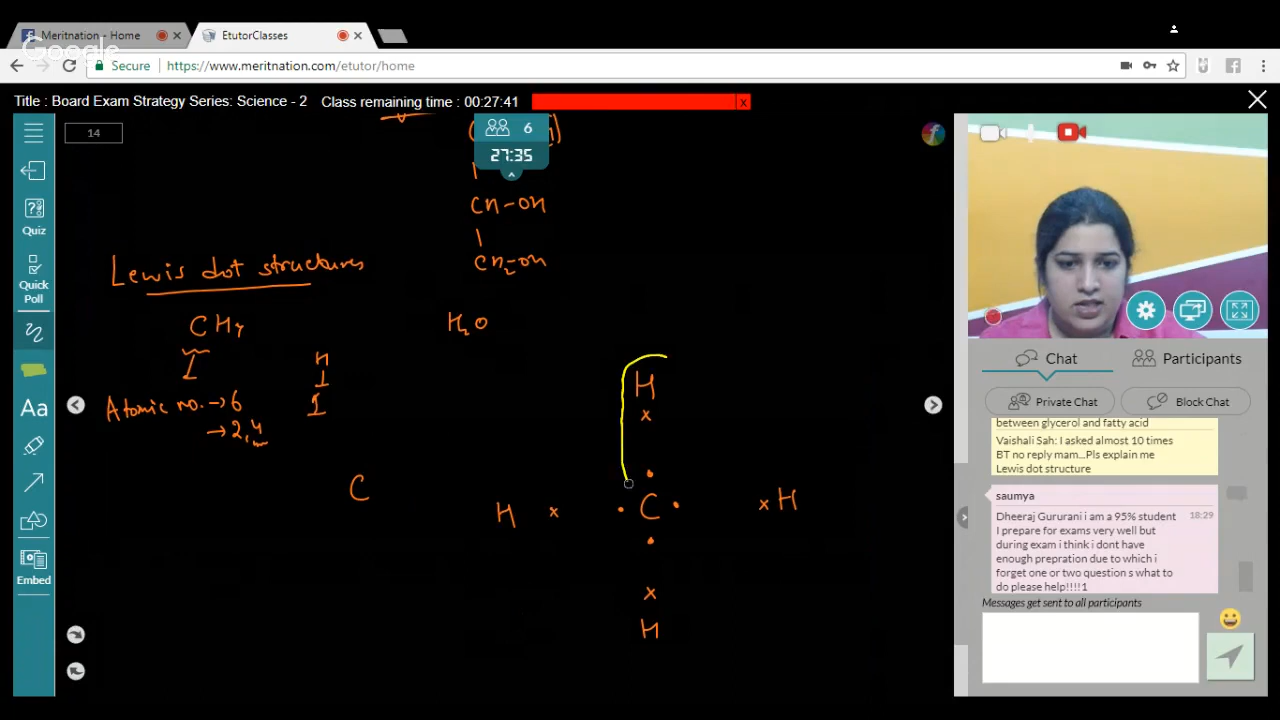 Meritnation - Home
EtutorClasses
Google
Secure
https://www.meritnation.com/etutor/home
Title : Board Exam Strategy Series: Science - 2
Class remaining time : 00:27:41
x
14
6
27:35
CH-OH
CH2-OH
Lewis dot structures
CH4
H2O
H
1
Atomic no. → 6
1
→ 2,4
C
H
x
C
H x
x H
x
H
Quiz
Quick
Poll
Aa
Embed
Chat
Participants
Private Chat
Block Chat
between glycerol and fatty acid
Vaishali Sah: I asked almost 10 times
BT no reply mam...Pls explain me
Lewis dot structure
saumya
Dheeraj Gururani i am a 95% student
18:29
I prepare for exams very well but
during exam i think i dont have
enough prepration due to which i
forget one or two question s what to
do please help!!!!1
Messages get sent to all participants